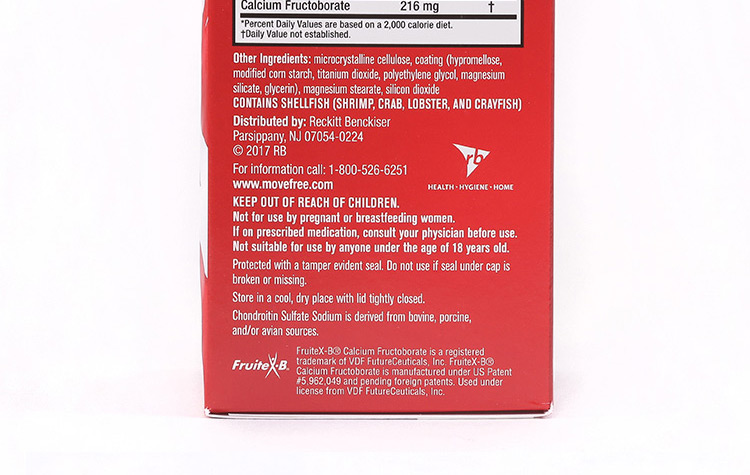 Calcium Fructoborate 216 mg †
*Percent Daily Values are based on a 2,000 calorie diet.
†Daily Value not established.
Other Ingredients: microcrystalline cellulose, coating (hypromellose,
modified corn starch, titanium dioxide, polyethylene glycol, magnesium
silicate, glycerin), magnesium stearate, silicon dioxide
CONTAINS SHELLFISH (SHRIMP, CRAB, LOBSTER, AND CRAYFISH)
Distributed by: Reckitt Benckiser
Parsippany, NJ 07054-0224
© 2017 RB
For information call: 1-800-526-6251
www.movefree.com
rb
HEALTH • HYGIENE • HOME
KEEP OUT OF REACH OF CHILDREN.
Not for use by pregnant or breastfeeding women.
If on prescribed medication, consult your physician before use.
Not suitable for use by anyone under the age of 18 years old.
Protected with a tamper evident seal. Do not use if seal under cap is
broken or missing.
Store in a cool, dry place with lid tightly closed.
Chondroitin Sulfate Sodium is derived from bovine, porcine,
and/or avian sources.
FruiteX-B®
FruiteX-B® Calcium Fructoborate is a registered
trademark of VDF FutureCeuticals, Inc. FruiteX-B®
Calcium Fructoborate is manufactured under US Patent
#5,962,049 and pending foreign patents. Used under
license from VDF FutureCeuticals, Inc.